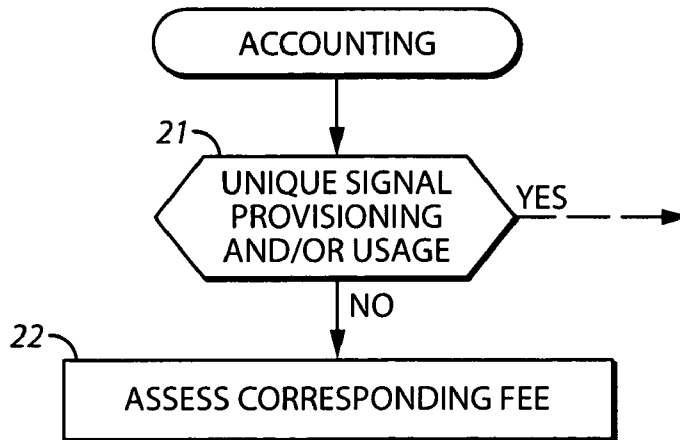 ACCOUNTING
21
UNIQUE SIGNAL
PROVISIONING
AND/OR USAGE
YES
NO
22
ASSESS CORRESPONDING FEE